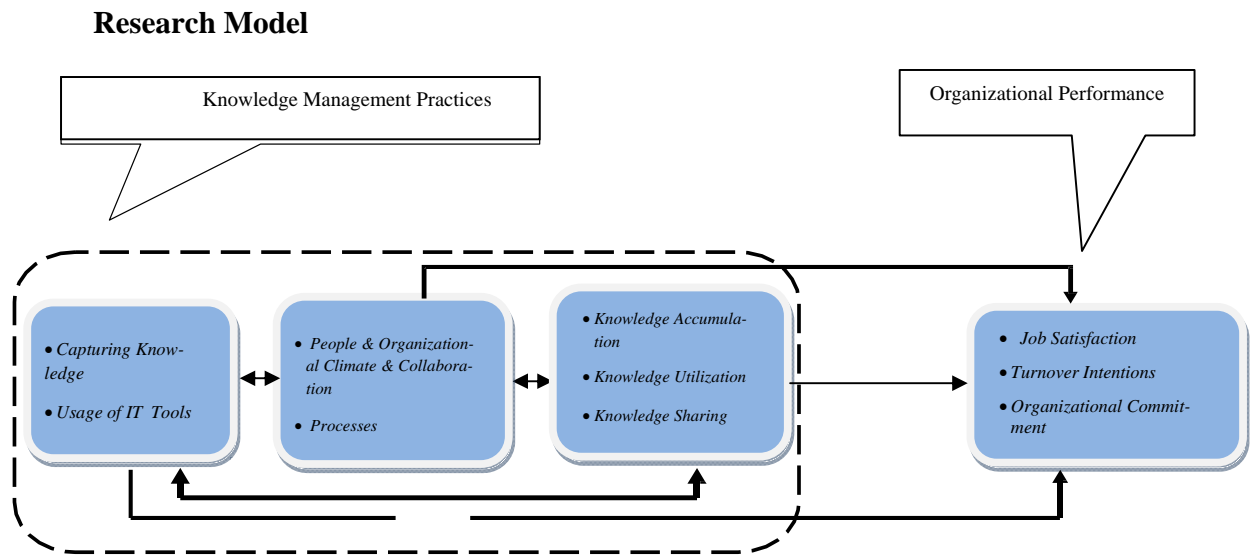 Research Model
Knowledge Management Practices
Organizational Performance
• Capturing Know-
ledge
• Usage of IT Tools
• People & Organization-
al Climate & Collabora-
tion
• Processes
• Knowledge Accumula-
tion
• Knowledge Utilization
• Knowledge Sharing
• Job Satisfaction
• Turnover Intentions
• Organizational Commit-
ment